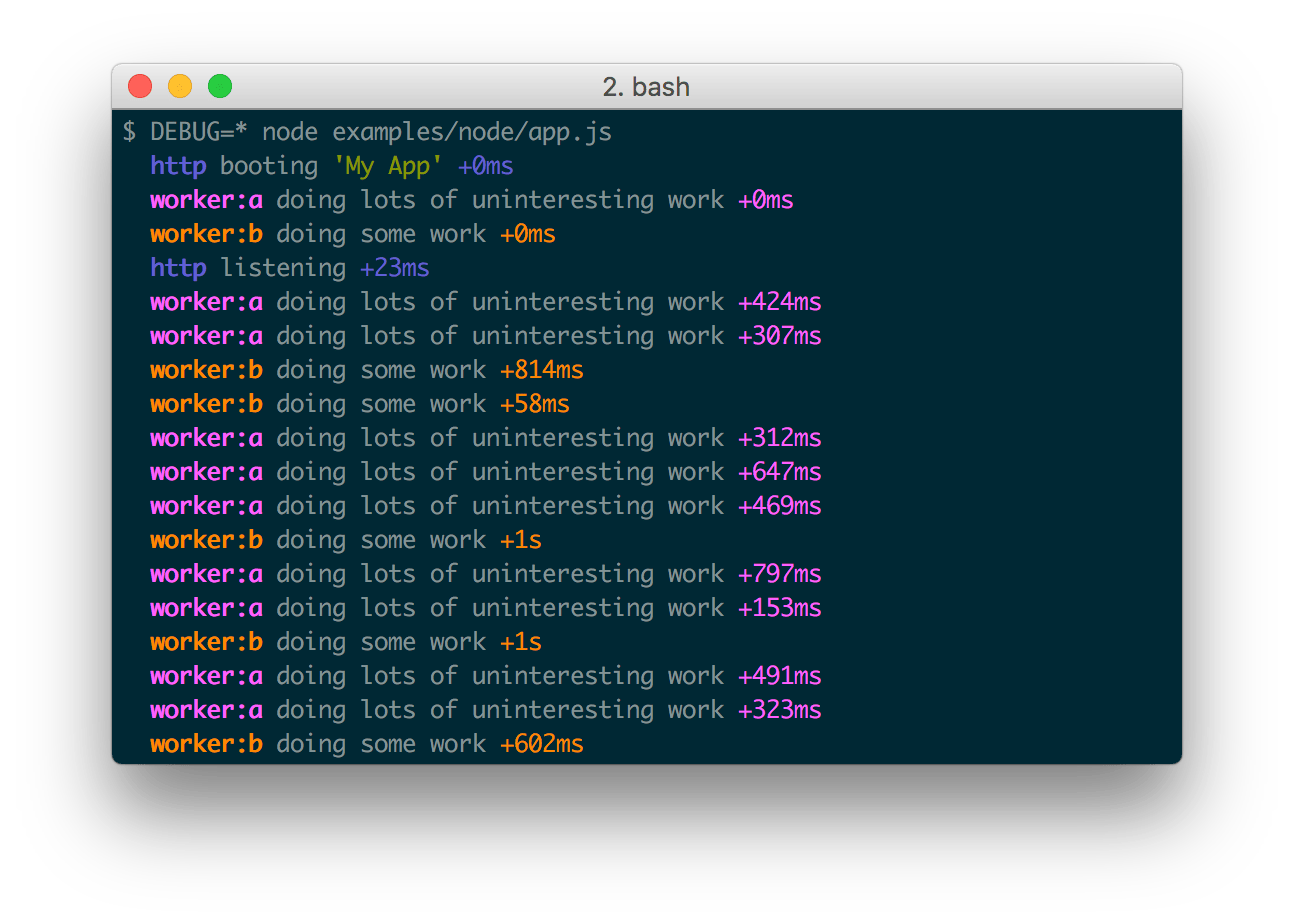 2. bash
$ DEBUG=* node examples/node/app.js
http booting 'My App' +0ms
worker:a doing lots of uninteresting work +0ms
worker:b doing some work +0ms
http listening +23ms
worker:a doing lots of uninteresting work +424ms
worker:a doing lots of uninteresting work +307ms
worker:b doing some work +814ms
worker:b doing some work +58ms
worker:a doing lots of uninteresting work +312ms
worker:a doing lots of uninteresting work +647ms
worker:a doing lots of uninteresting work +469ms
worker:b doing some work +1s
worker:a doing lots of uninteresting work +797ms
worker:a doing lots of uninteresting work +153ms
worker:b doing some work +1s
worker:a doing lots of uninteresting work +491ms
worker:a doing lots of uninteresting work +323ms
worker:b doing some work +602ms